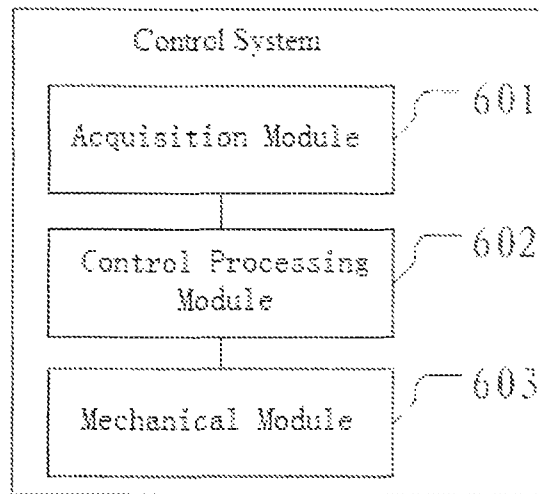 Control System
Acquisition Module
601
Control Processing
Module
602
Mechanical Module
603